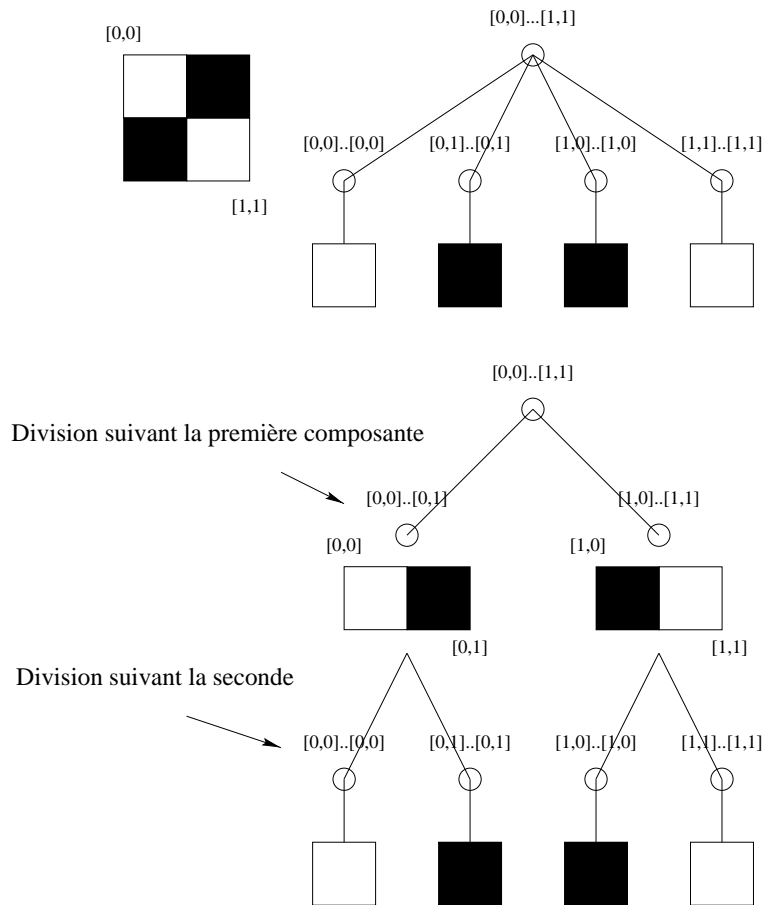 [0,0]
[0,0]...[1,1]
[0,0]..[0,0] [0,1]..[0,1] [1,0]..[1,0] [1,1]..[1,1]
[1,1]
[0,0]..[1,1]
Division suivant la première composante
[0,0]..[0,1] [1,0]..[1,1]
[0,0] [1,0]
[0,1] [1,1]
Division suivant la seconde
[0,0]..[0,0] [0,1]..[0,1] [1,0]..[1,0] [1,1]..[1,1]